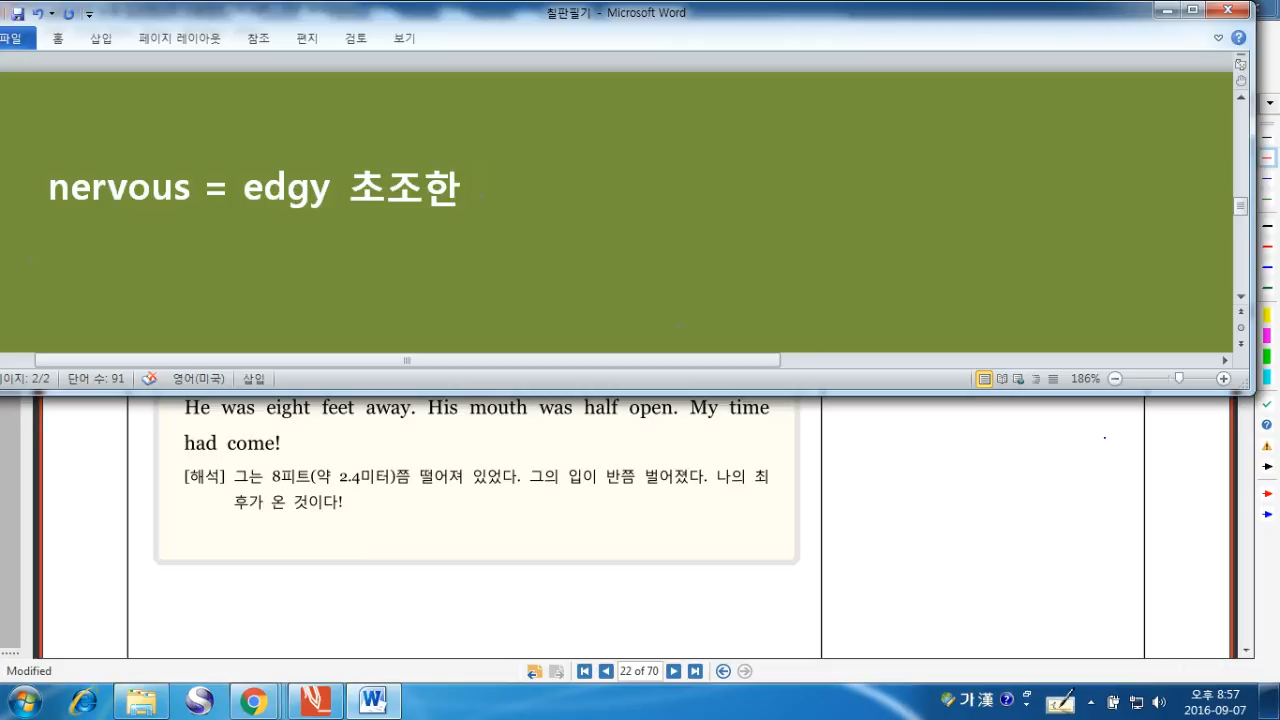 칠판필기 - Microsoft Word
파일 홈 삽입 페이지 레이아웃 참조 편지 검토 보기
nervous = edgy 초조한
이지: 2/2 단어 수: 91 영어(미국) 삽입 186%
He was eight feet away. His mouth was half open. My time
had come!
[해석] 그는 8피트(약 2.4미터)쯤 떨어져 있었다. 그의 입이 반쯤 벌어졌다. 나의 최
후가 온 것이다!
Modified 22 of 70
가 漢 오후 8:57
2016-09-07